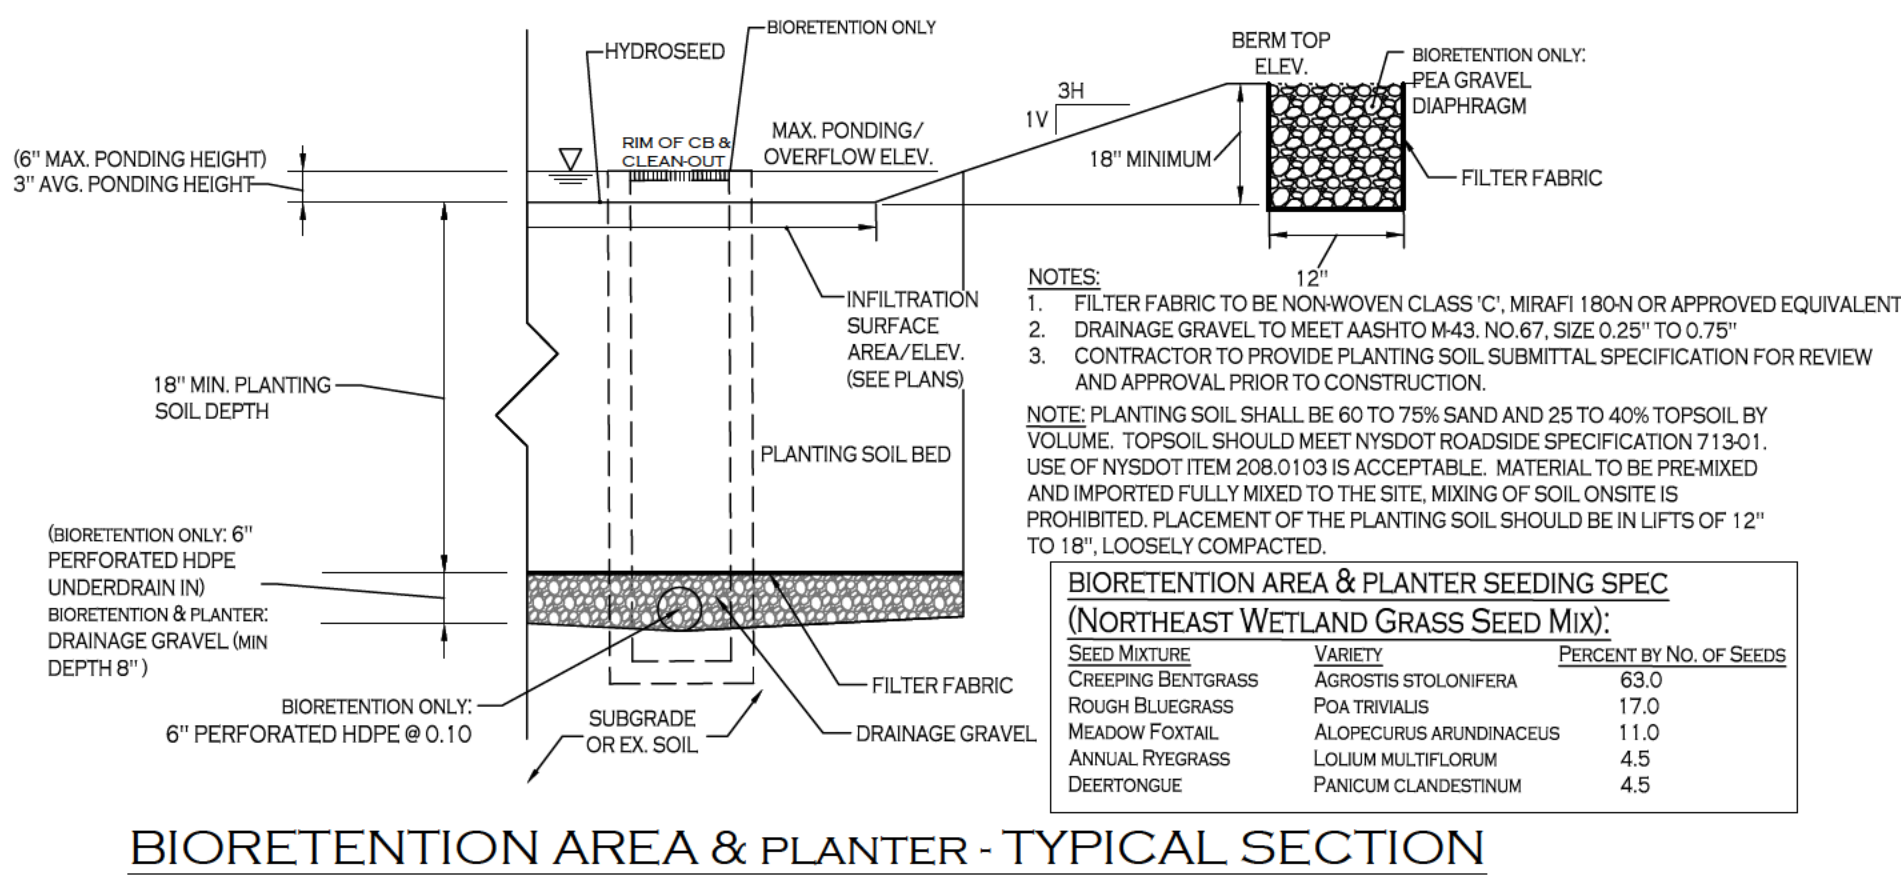 BIORETENTION ONLY
HYDROSEED
BERM TOP
ELEV.
BIORETENTION ONLY:
PEA GRAVEL
DIAPHRAGM
3H
1V
RIM OF CB &
CLEAN-OUT
MAX. PONDING/
OVERFLOW ELEV.
(6" MAX. PONDING HEIGHT)
3" AVG. PONDING HEIGHT
18" MINIMUM
FILTER FABRIC
12"
INFILTRATION
SURFACE
AREA/ELEV.
(SEE PLANS)
18" MIN. PLANTING
SOIL DEPTH
PLANTING SOIL BED
(BIORETENTION ONLY: 6"
PERFORATED HDPE
UNDERDRAIN IN)
BIORETENTION & PLANTER:
DRAINAGE GRAVEL (MIN
DEPTH 8" )
BIORETENTION ONLY:
6" PERFORATED HDPE @ 0.10
SUBGRADE
OR EX. SOIL
FILTER FABRIC
DRAINAGE GRAVEL
NOTES:
1. FILTER FABRIC TO BE NON-WOVEN CLASS 'C', MIRAFI 180-N OR APPROVED EQUIVALENT
2. DRAINAGE GRAVEL TO MEET AASHTO M-43. NO.67, SIZE 0.25" TO 0.75"
3. CONTRACTOR TO PROVIDE PLANTING SOIL SUBMITTAL SPECIFICATION FOR REVIEW
AND APPROVAL PRIOR TO CONSTRUCTION.
NOTE: PLANTING SOIL SHALL BE 60 TO 75% SAND AND 25 TO 40% TOPSOIL BY
VOLUME. TOPSOIL SHOULD MEET NYSDOT ROADSIDE SPECIFICATION 713-01.
USE OF NYSDOT ITEM 208.0103 IS ACCEPTABLE. MATERIAL TO BE PRE-MIXED
AND IMPORTED FULLY MIXED TO THE SITE, MIXING OF SOIL ONSITE IS
PROHIBITED. PLACEMENT OF THE PLANTING SOIL SHOULD BE IN LIFTS OF 12"
TO 18", LOOSELY COMPACTED.
BIORETENTION AREA & PLANTER SEEDING SPEC
(NORTHEAST WETLAND GRASS SEED MIX):
SEED MIXTURE VARIETY PERCENT BY NO. OF SEEDS
CREEPING BENTGRASS AGROSTIS STOLONIFERA 63.0
ROUGH BLUEGRASS POA TRIVIALIS 17.0
MEADOW FOXTAIL ALOPECURUS ARUNDINACEUS 11.0
ANNUAL RYEGRASS LOLIUM MULTIFLORUM 4.5
DEERTONGUE PANICUM CLANDESTINUM 4.5
BIORETENTION AREA & PLANTER - TYPICAL SECTION